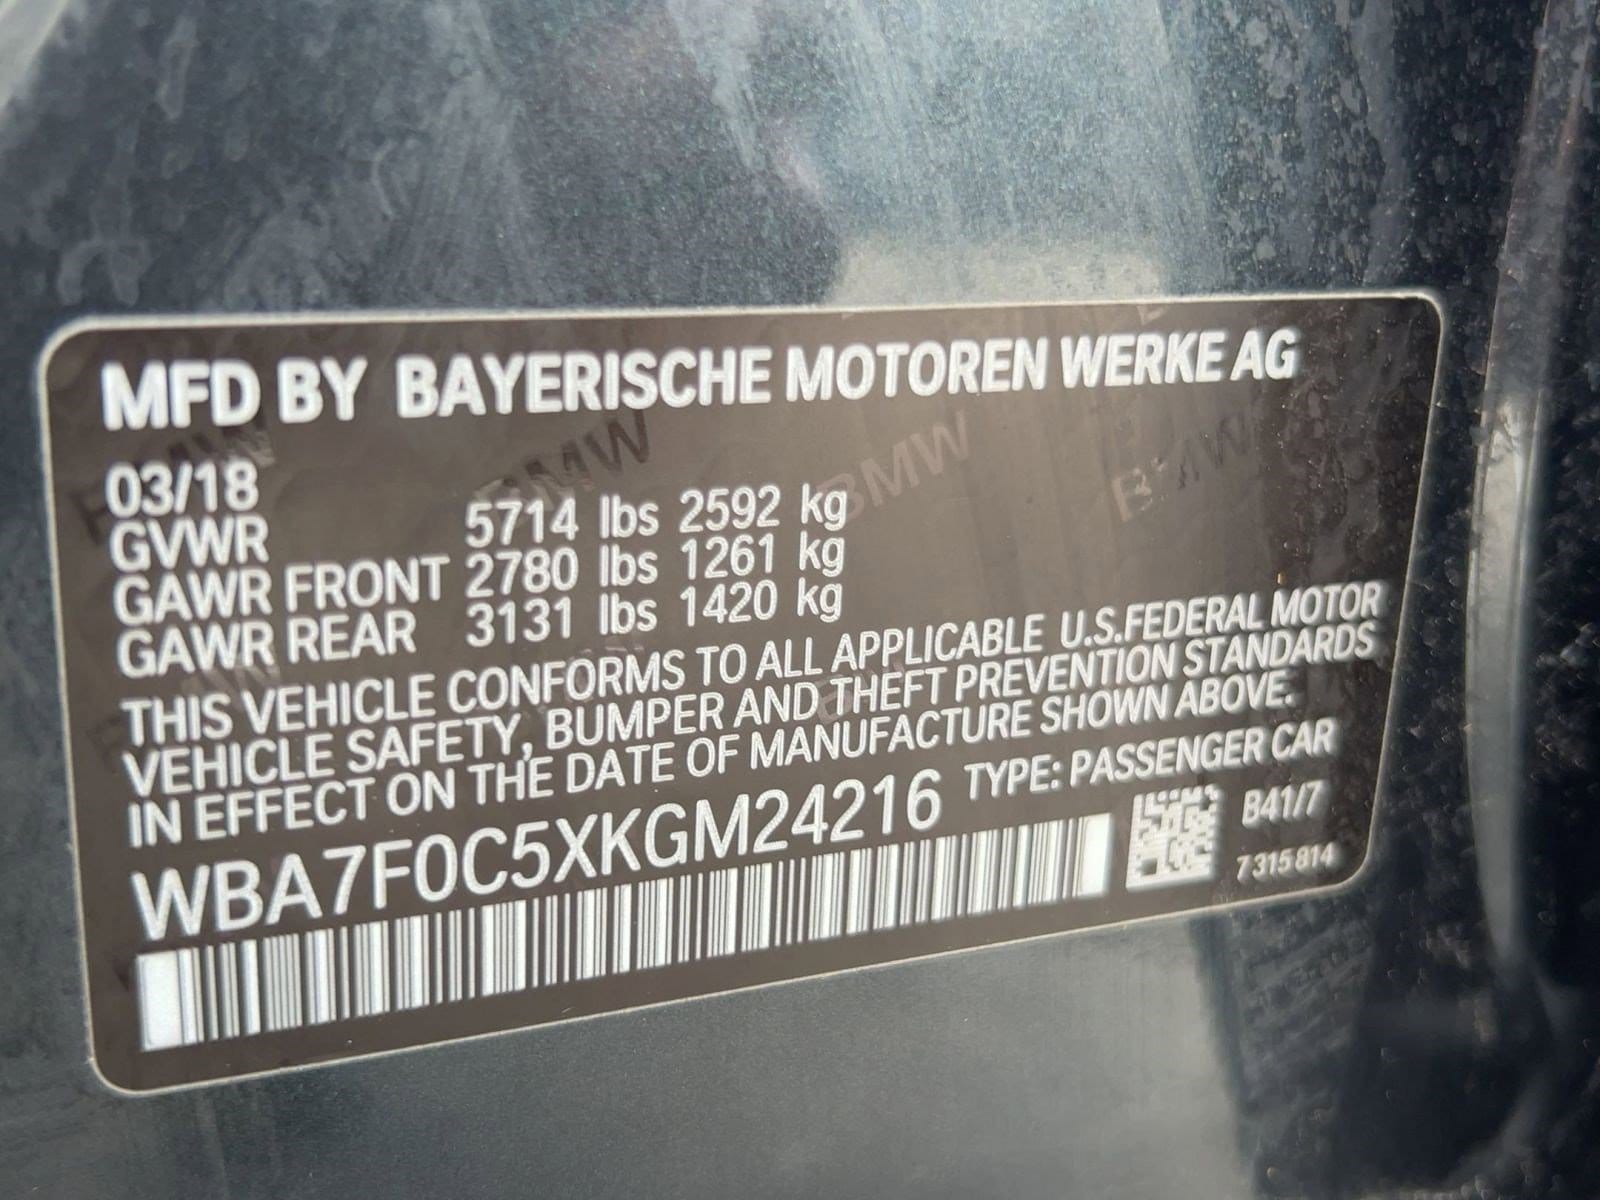 MFD BY BAYERISCHE MOTOREN WERKE AG
03/18
GVWR 5714 lbs 2592 kg
GAWR FRONT 2780 lbs 1261 kg
GAWR REAR 3131 lbs 1420 kg
THIS VEHICLE CONFORMS TO ALL APPLICABLE U.S.FEDERAL MOTOR
VEHICLE SAFETY, BUMPER AND THEFT PREVENTION STANDARDS
IN EFFECT ON THE DATE OF MANUFACTURE SHOWN ABOVE.
WBA7F0C5XKGM24216 TYPE: PASSENGER CAR
B41/7
7 315 814
BMW
BMW
BMW